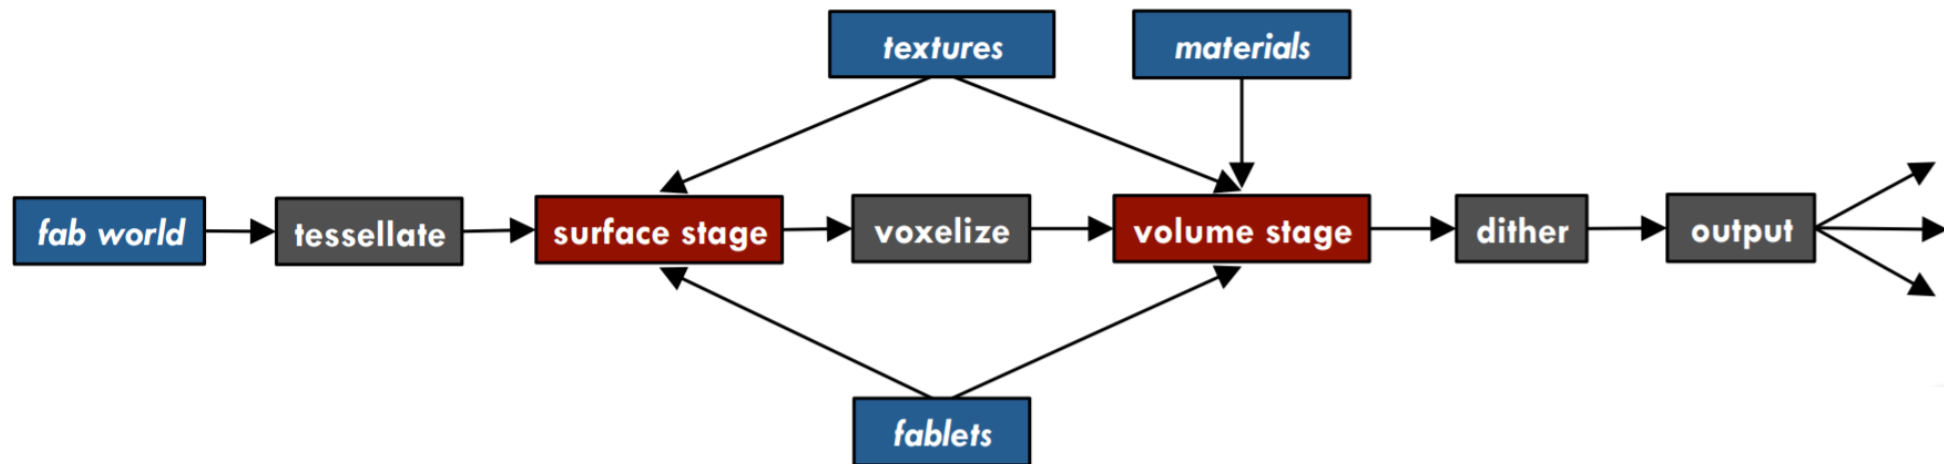 textures
materials
fab world
tessellate
surface stage
voxelize
volume stage
dither
output
fablets